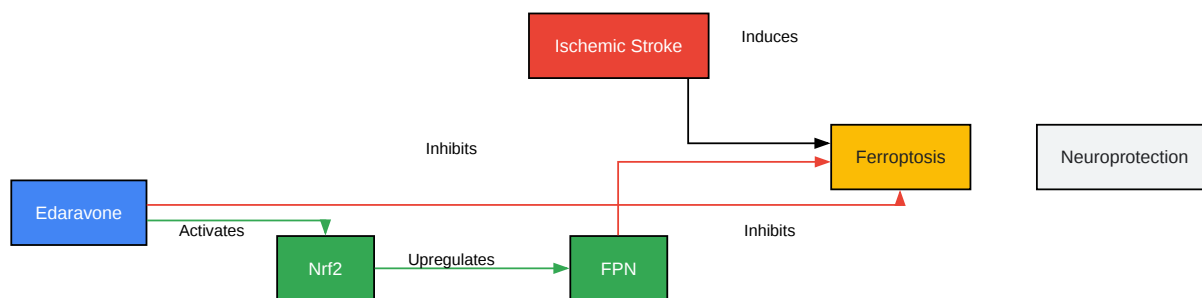 Induces
Ischemic Stroke
Inhibits
Ferroptosis
Neuroprotection
Edaravone
Activates
Inhibits
Upregulates
Nrf2
FPN